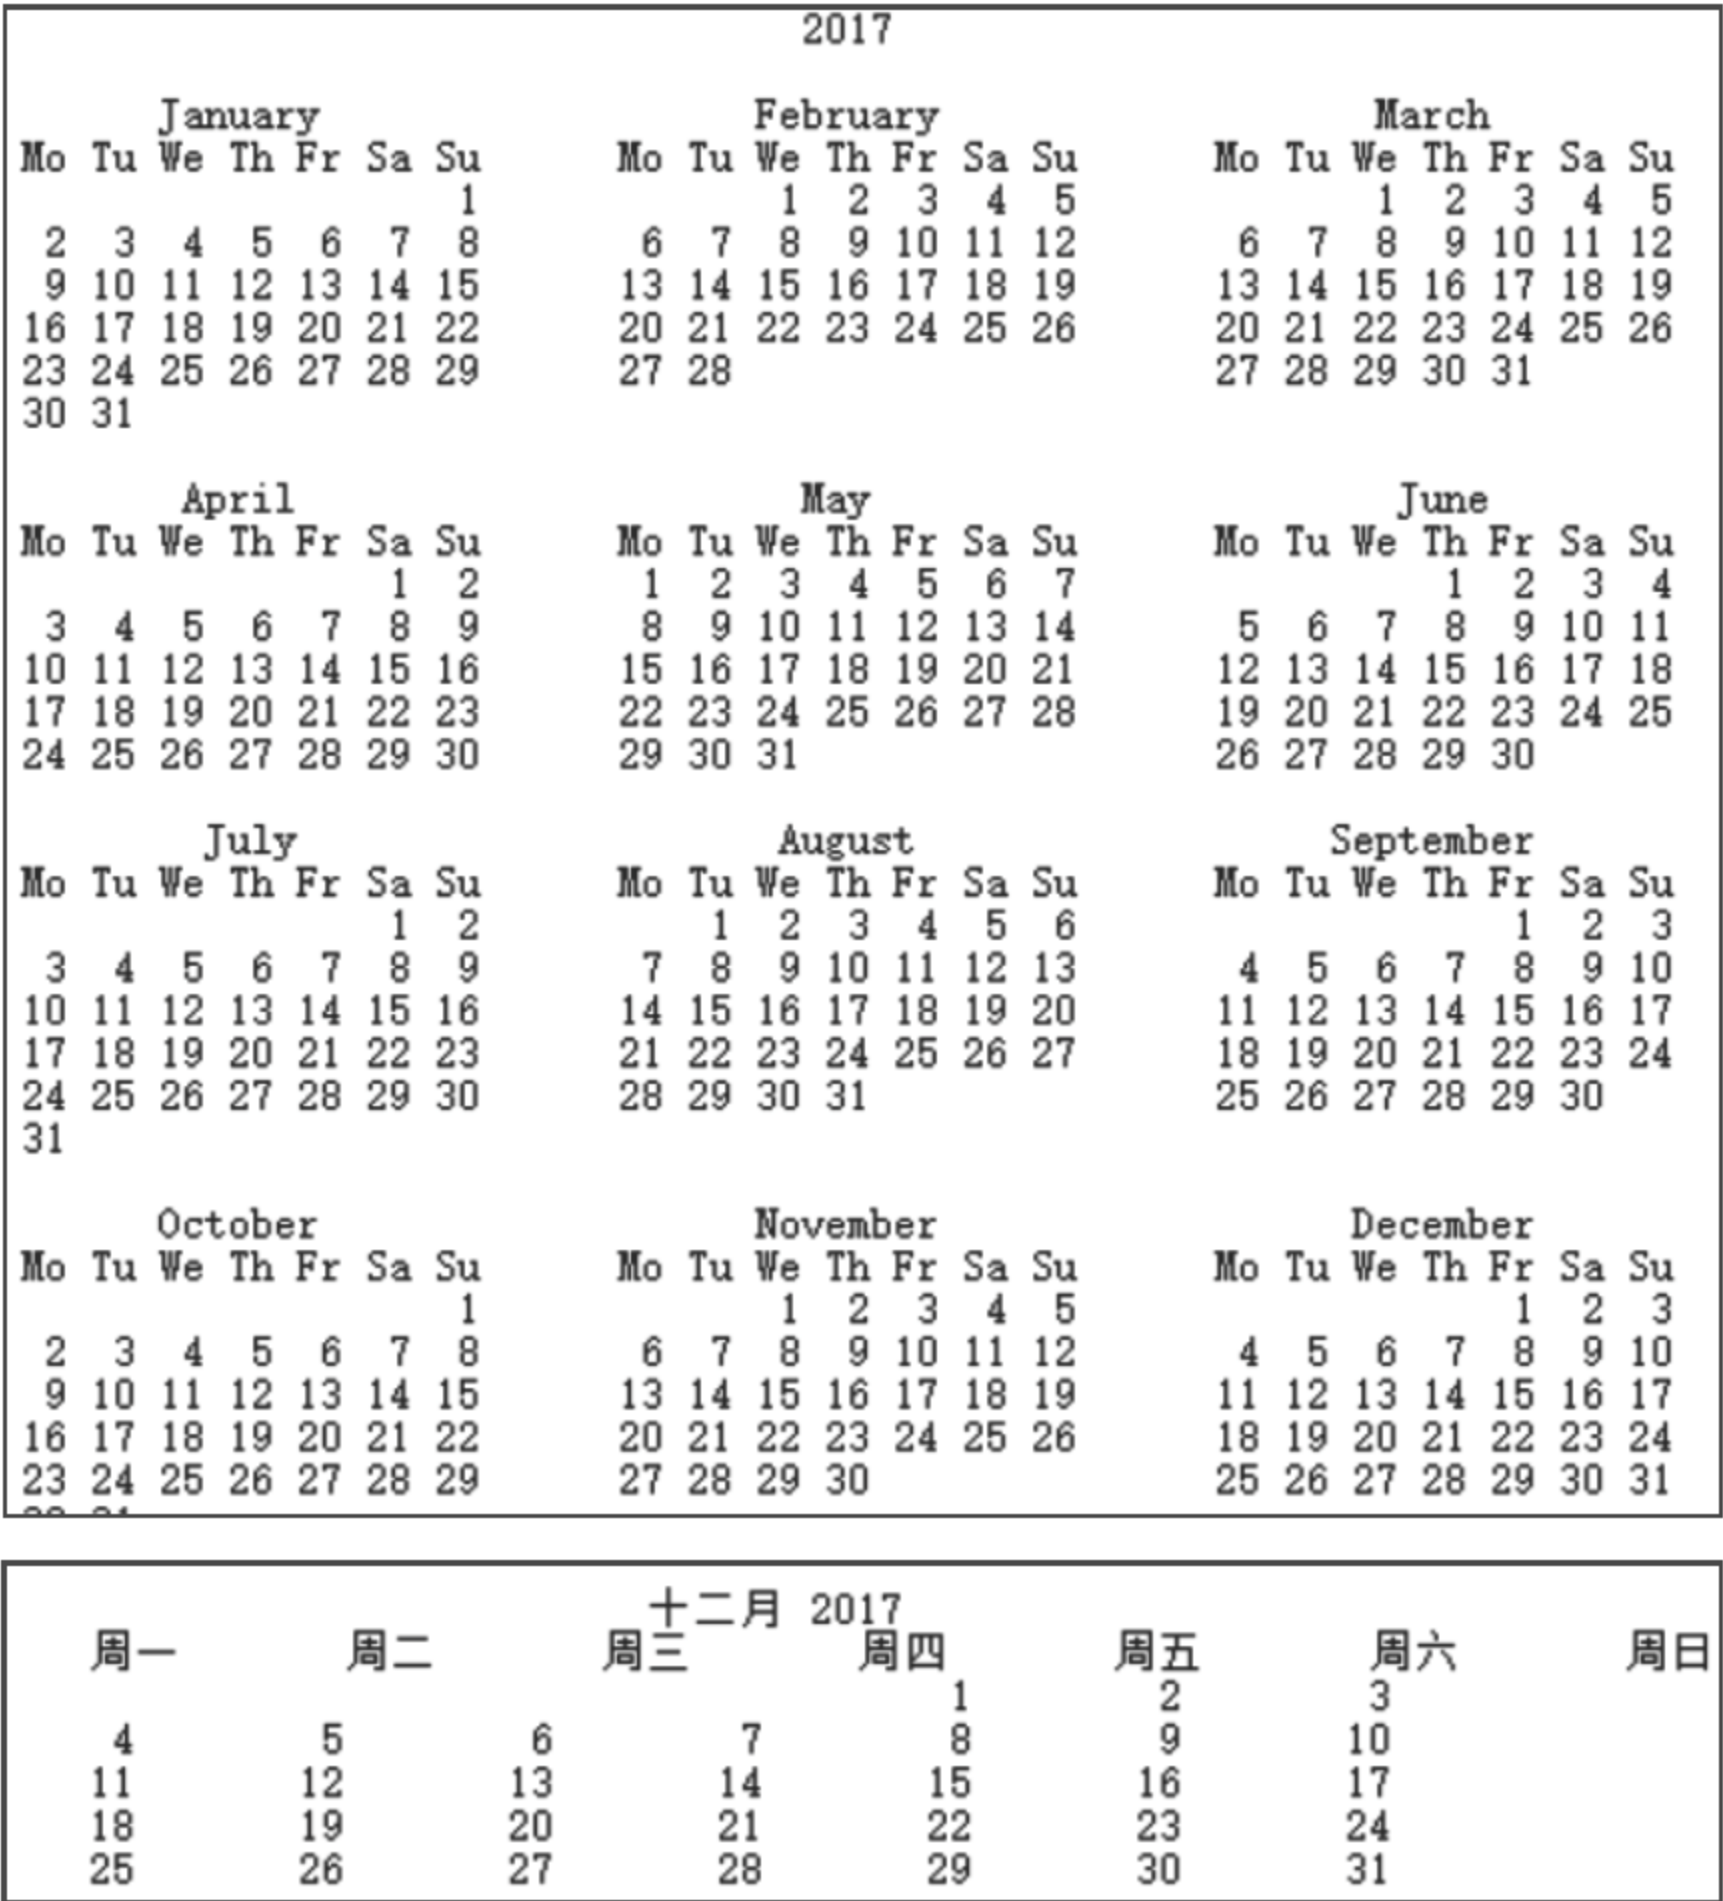 2017
January February March
Mo Tu We Th Fr Sa Su Mo Tu We Th Fr Sa Su Mo Tu We Th Fr Sa Su
1 1 2 3 4 5 1 2 3 4 5
2 3 4 5 6 7 8 6 7 8 9 10 11 12 6 7 8 9 10 11 12
9 10 11 12 13 14 15 13 14 15 16 17 18 19 13 14 15 16 17 18 19
16 17 18 19 20 21 22 20 21 22 23 24 25 26 20 21 22 23 24 25 26
23 24 25 26 27 28 29 27 28 27 28 29 30 31
30 31
April May June
Mo Tu We Th Fr Sa Su Mo Tu We Th Fr Sa Su Mo Tu We Th Fr Sa Su
1 2 1 2 3 4 5 6 7 1 2 3 4
3 4 5 6 7 8 9 8 9 10 11 12 13 14 5 6 7 8 9 10 11
10 11 12 13 14 15 16 15 16 17 18 19 20 21 12 13 14 15 16 17 18
17 18 19 20 21 22 23 22 23 24 25 26 27 28 19 20 21 22 23 24 25
24 25 26 27 28 29 30 29 30 31 26 27 28 29 30
July August September
Mo Tu We Th Fr Sa Su Mo Tu We Th Fr Sa Su Mo Tu We Th Fr Sa Su
1 2 1 2 3 4 5 6 1 2 3
3 4 5 6 7 8 9 7 8 9 10 11 12 13 4 5 6 7 8 9 10
10 11 12 13 14 15 16 14 15 16 17 18 19 20 11 12 13 14 15 16 17
17 18 19 20 21 22 23 21 22 23 24 25 26 27 18 19 20 21 22 23 24
24 25 26 27 28 29 30 28 29 30 31 25 26 27 28 29 30
31
October November December
Mo Tu We Th Fr Sa Su Mo Tu We Th Fr Sa Su Mo Tu We Th Fr Sa Su
1 1 2 3 4 5 1 2 3
2 3 4 5 6 7 8 6 7 8 9 10 11 12 4 5 6 7 8 9 10
9 10 11 12 13 14 15 13 14 15 16 17 18 19 11 12 13 14 15 16 17
16 17 18 19 20 21 22 20 21 22 23 24 25 26 18 19 20 21 22 23 24
23 24 25 26 27 28 29 27 28 29 30 25 26 27 28 29 30 31
十二月 2017
周一 周二 周三 周四 周五 周六 周日
1 2 3
4 5 6 7 8 9 10
11 12 13 14 15 16 17
18 19 20 21 22 23 24
25 26 27 28 29 30 31